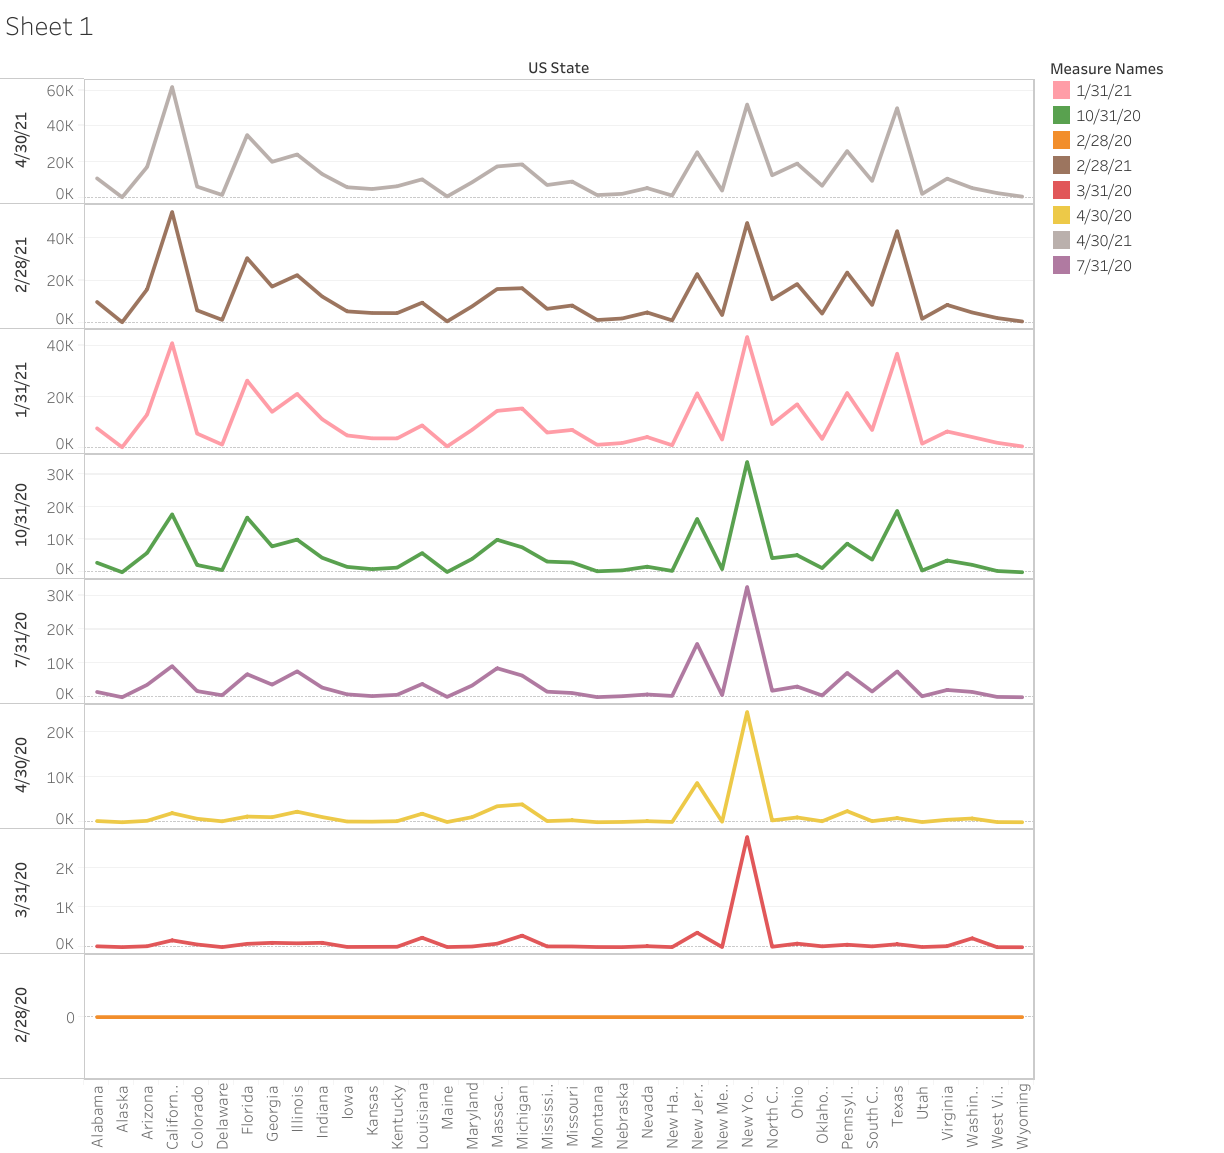 Sheet 1
US State
Measure Names
1/31/21
10/31/20
2/28/20
2/28/21
3/31/20
4/30/20
4/30/21
7/31/20
4/30/21
60K
40K
20K
0K
2/28/21
40K
20K
0K
1/31/21
40K
20K
0K
10/31/20
30K
20K
10K
0K
7/31/20
30K
20K
10K
0K
4/30/20
20K
10K
0K
3/31/20
2K
1K
0K
2/28/20
0
Alabama
Alaska
Arizona
Californ..
Colorado
Delaware
Florida
Georgia
Illinois
Indiana
Iowa
Kansas
Kentucky
Louisiana
Maine
Maryland
Massac..
Michigan
Mississi..
Missouri
Montana
Nebraska
Nevada
New Ha..
New Jer..
New Me..
New Yo..
North C..
Ohio
Oklaho..
Pennsyl..
South C..
Texas
Utah
Virginia
Washin..
West Vi..
Wyoming